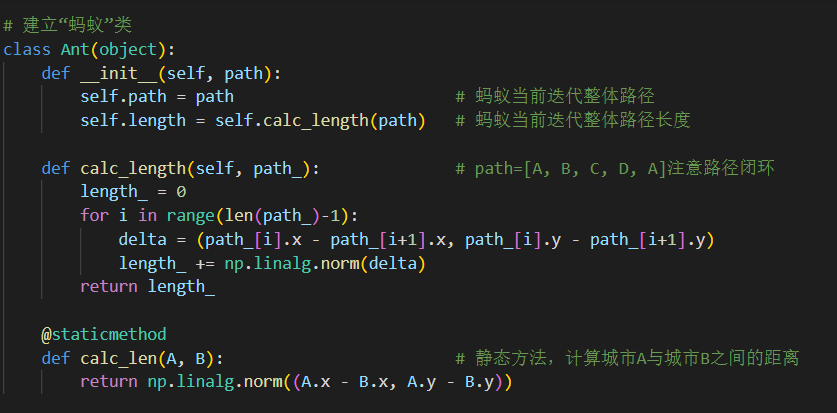 # 建立“蚂蚁”类
class Ant(object):
    def __init__(self, path):
        self.path = path                       # 蚂蚁当前迭代整体路径
        self.length = self.calc_length(path)   # 蚂蚁当前迭代整体路径长度

    def calc_length(self, path_):              # path=[A, B, C, D, A]注意路径闭环
        length_ = 0
        for i in range(len(path_)-1):
            delta = (path_[i].x - path_[i+1].x, path_[i].y - path_[i+1].y)
            length_ += np.linalg.norm(delta)
        return length_

    @staticmethod
    def calc_len(A, B):                        # 静态方法，计算城市A与城市B之间的距离
        return np.linalg.norm((A.x - B.x, A.y - B.y))